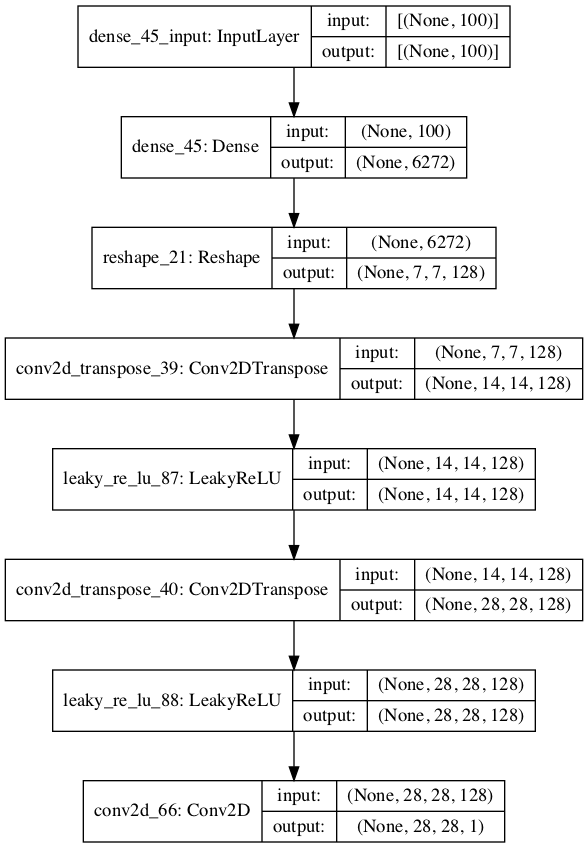 dense_45_input: InputLayer
input:
[(None, 100)]
output:
[(None, 100)]
dense_45: Dense
input:
(None, 100)
output:
(None, 6272)
reshape_21: Reshape
input:
(None, 6272)
output:
(None, 7, 7, 128)
conv2d_transpose_39: Conv2DTranspose
input:
(None, 7, 7, 128)
output:
(None, 14, 14, 128)
leaky_re_lu_87: LeakyReLU
input:
(None, 14, 14, 128)
output:
(None, 14, 14, 128)
conv2d_transpose_40: Conv2DTranspose
input:
(None, 14, 14, 128)
output:
(None, 28, 28, 128)
leaky_re_lu_88: LeakyReLU
input:
(None, 28, 28, 128)
output:
(None, 28, 28, 128)
conv2d_66: Conv2D
input:
(None, 28, 28, 128)
output:
(None, 28, 28, 1)